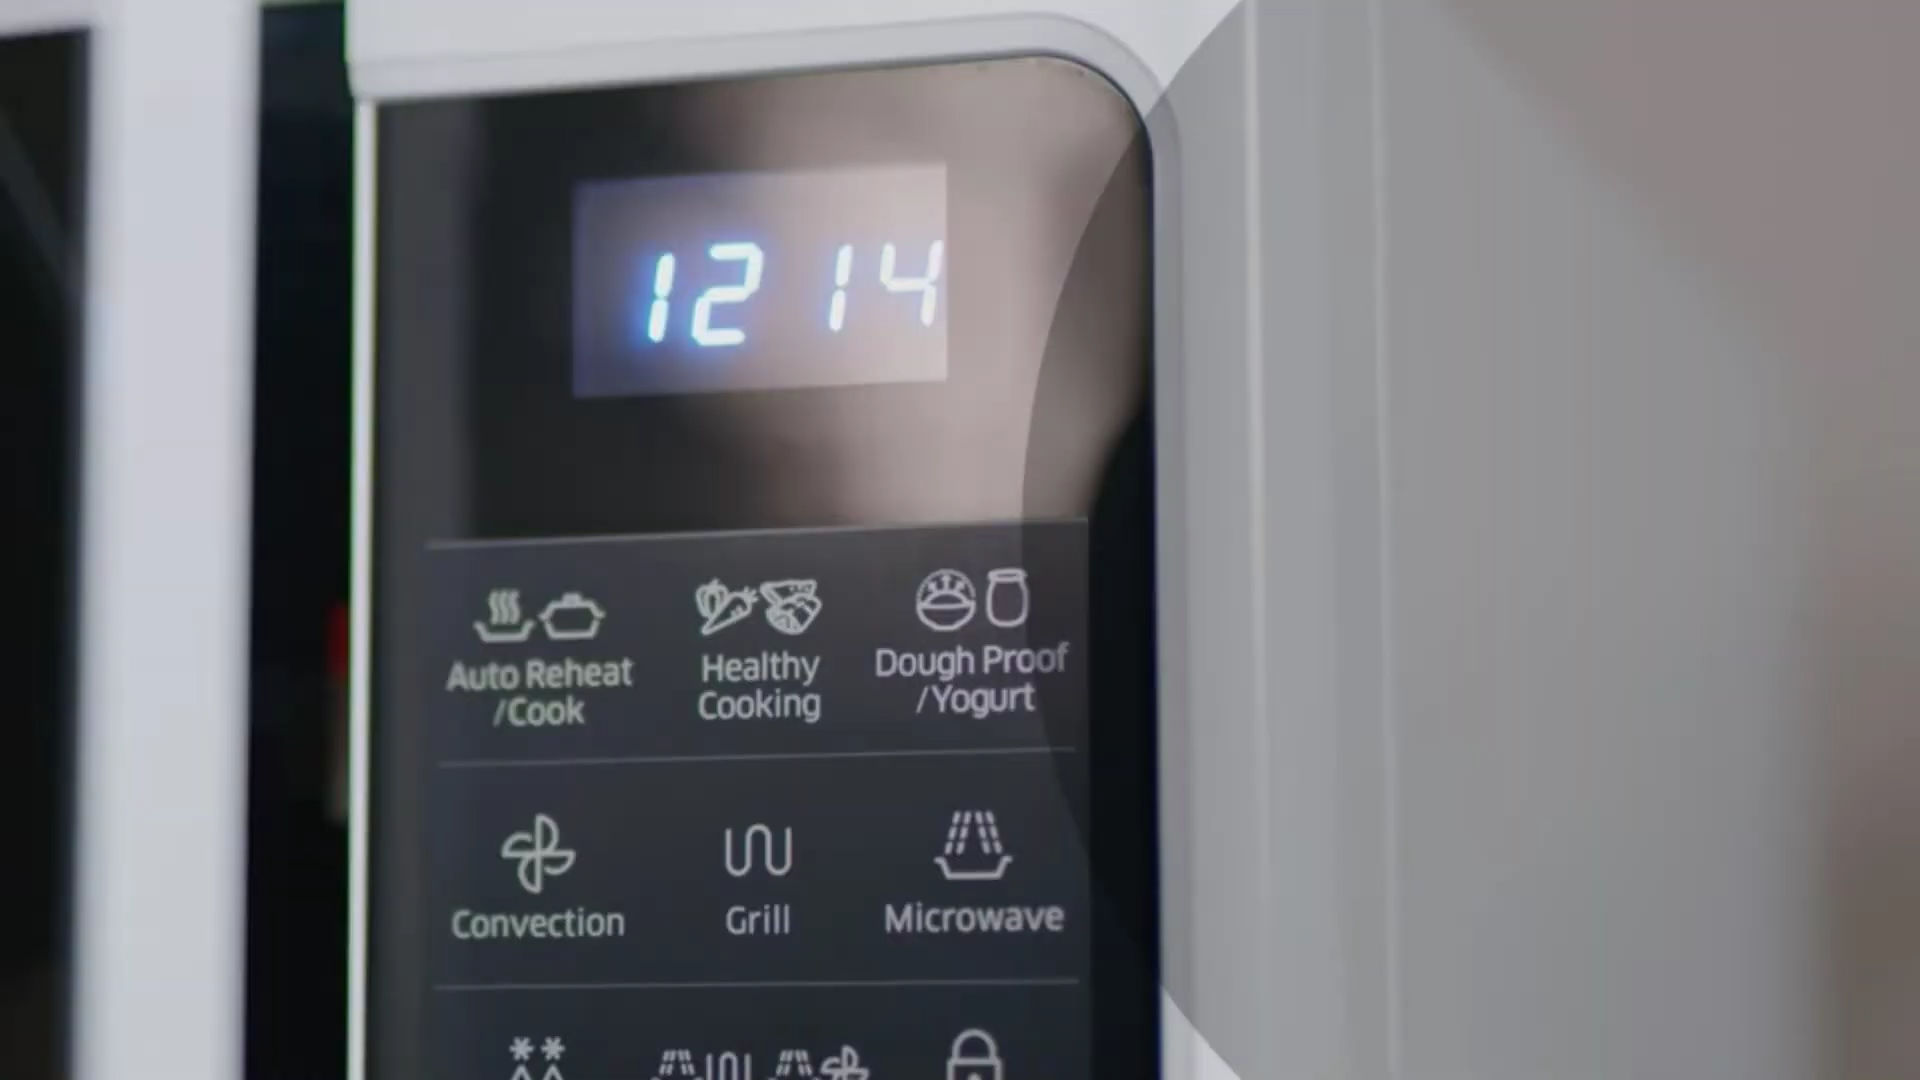 12 14
Auto Reheat
/Cook
Healthy
Cooking
Dough Proof
/Yogurt
Convection
Grill
Microwave